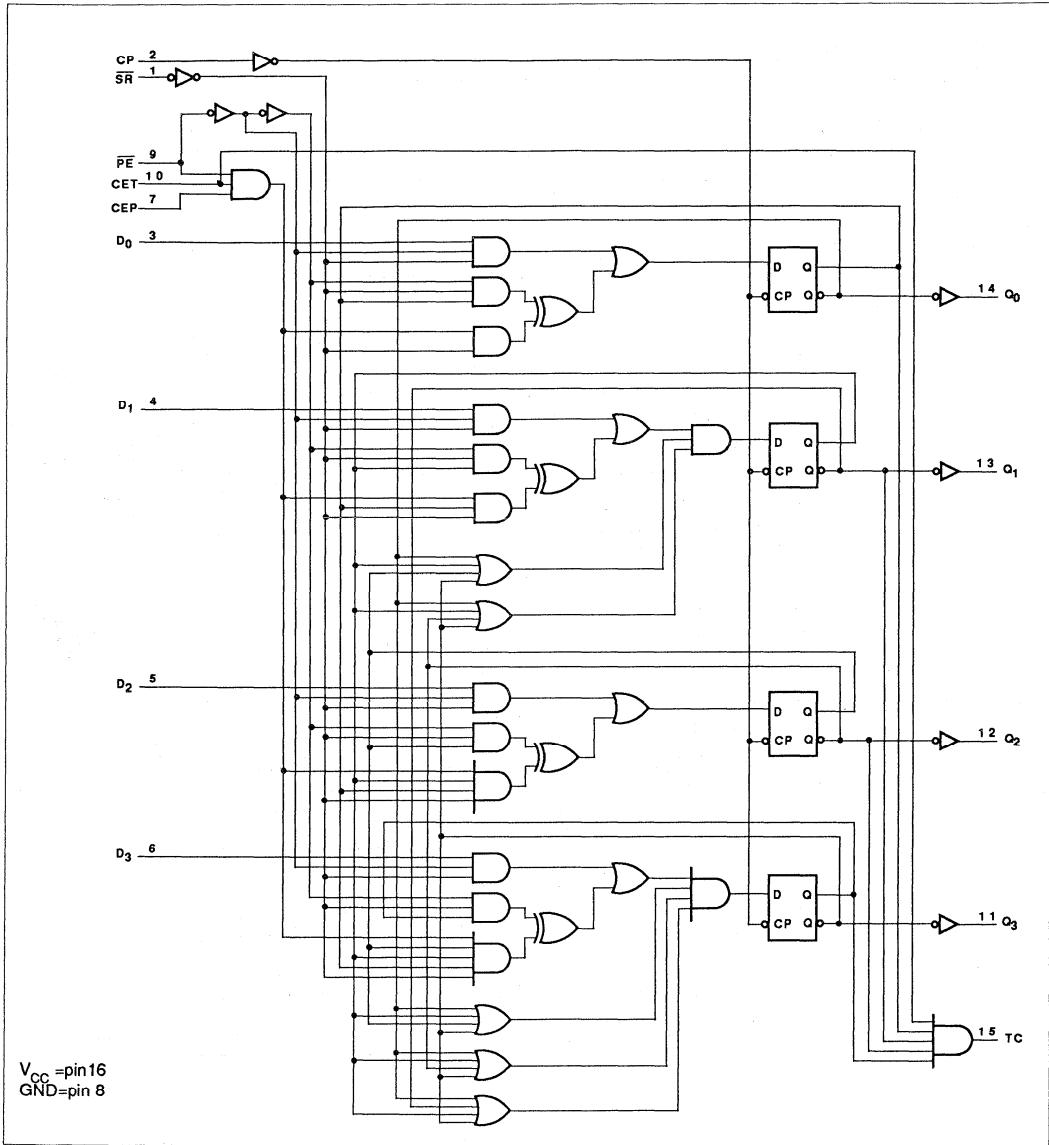 CP 2
SR 1
PE 9
CET 10
CEP 7
D0 3
D Q
CP Q
14 Q0
D1 4
D Q
CP Q
13 Q1
D2 5
D Q
CP Q
12 Q2
D3 6
D Q
CP Q
11 Q3
15 TC
VCC =pin16
GND=pin 8